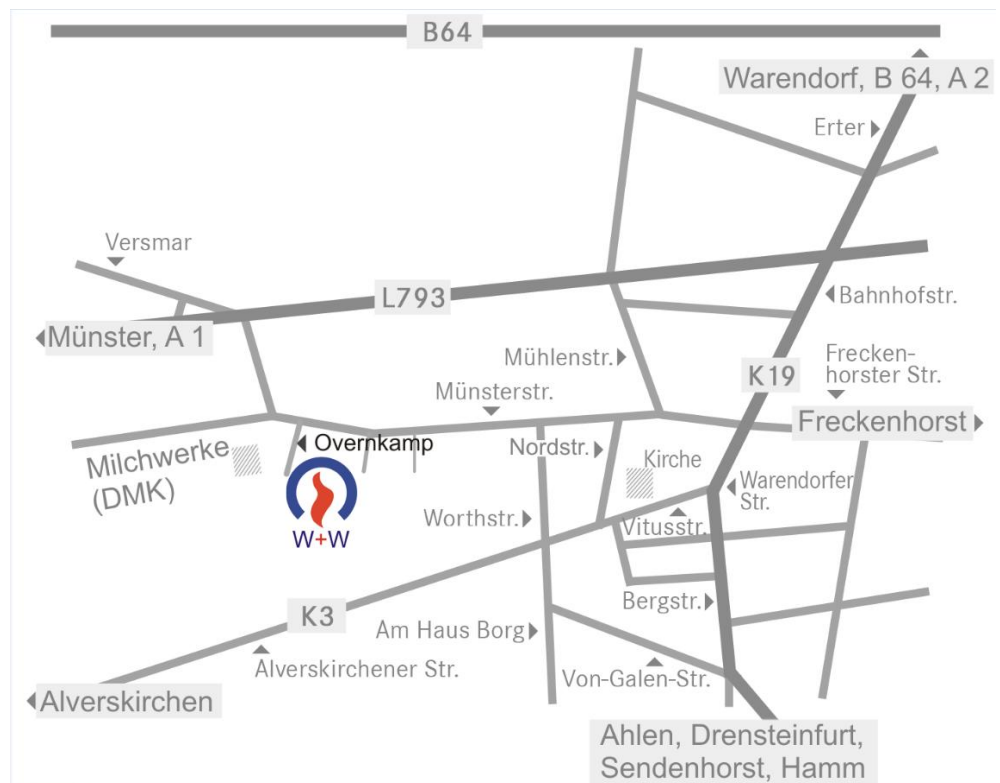 B64
Warendorf, B 64, A 2
Erter
Versmar
L793
Bahnhofstr.
Münster, A 1
Mühlenstr.
Freckenhorster Str.
K19
Münsterstr.
Freckenhorst
Overnkamp
Nordstr.
Kirche
Milchwerke
(DMK)
Warendorfer
Str.
Worthstr.
Vitusstr.
W+W
Bergstr.
K3
Am Haus Borg
Alverskirchener Str.
Von-Galen-Str.
Alverskirchen
Ahlen, Drensteinfurt,
Sendenhorst, Hamm